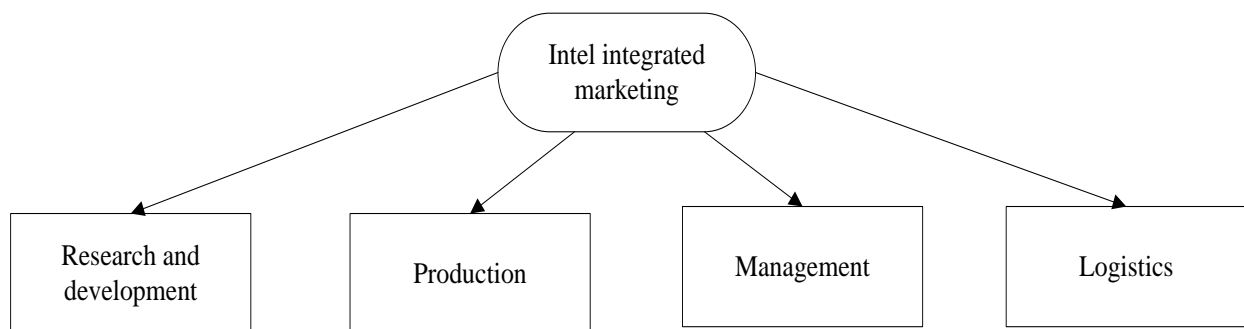 Intel integrated
marketing
Research and
development
Production
Management
Logistics